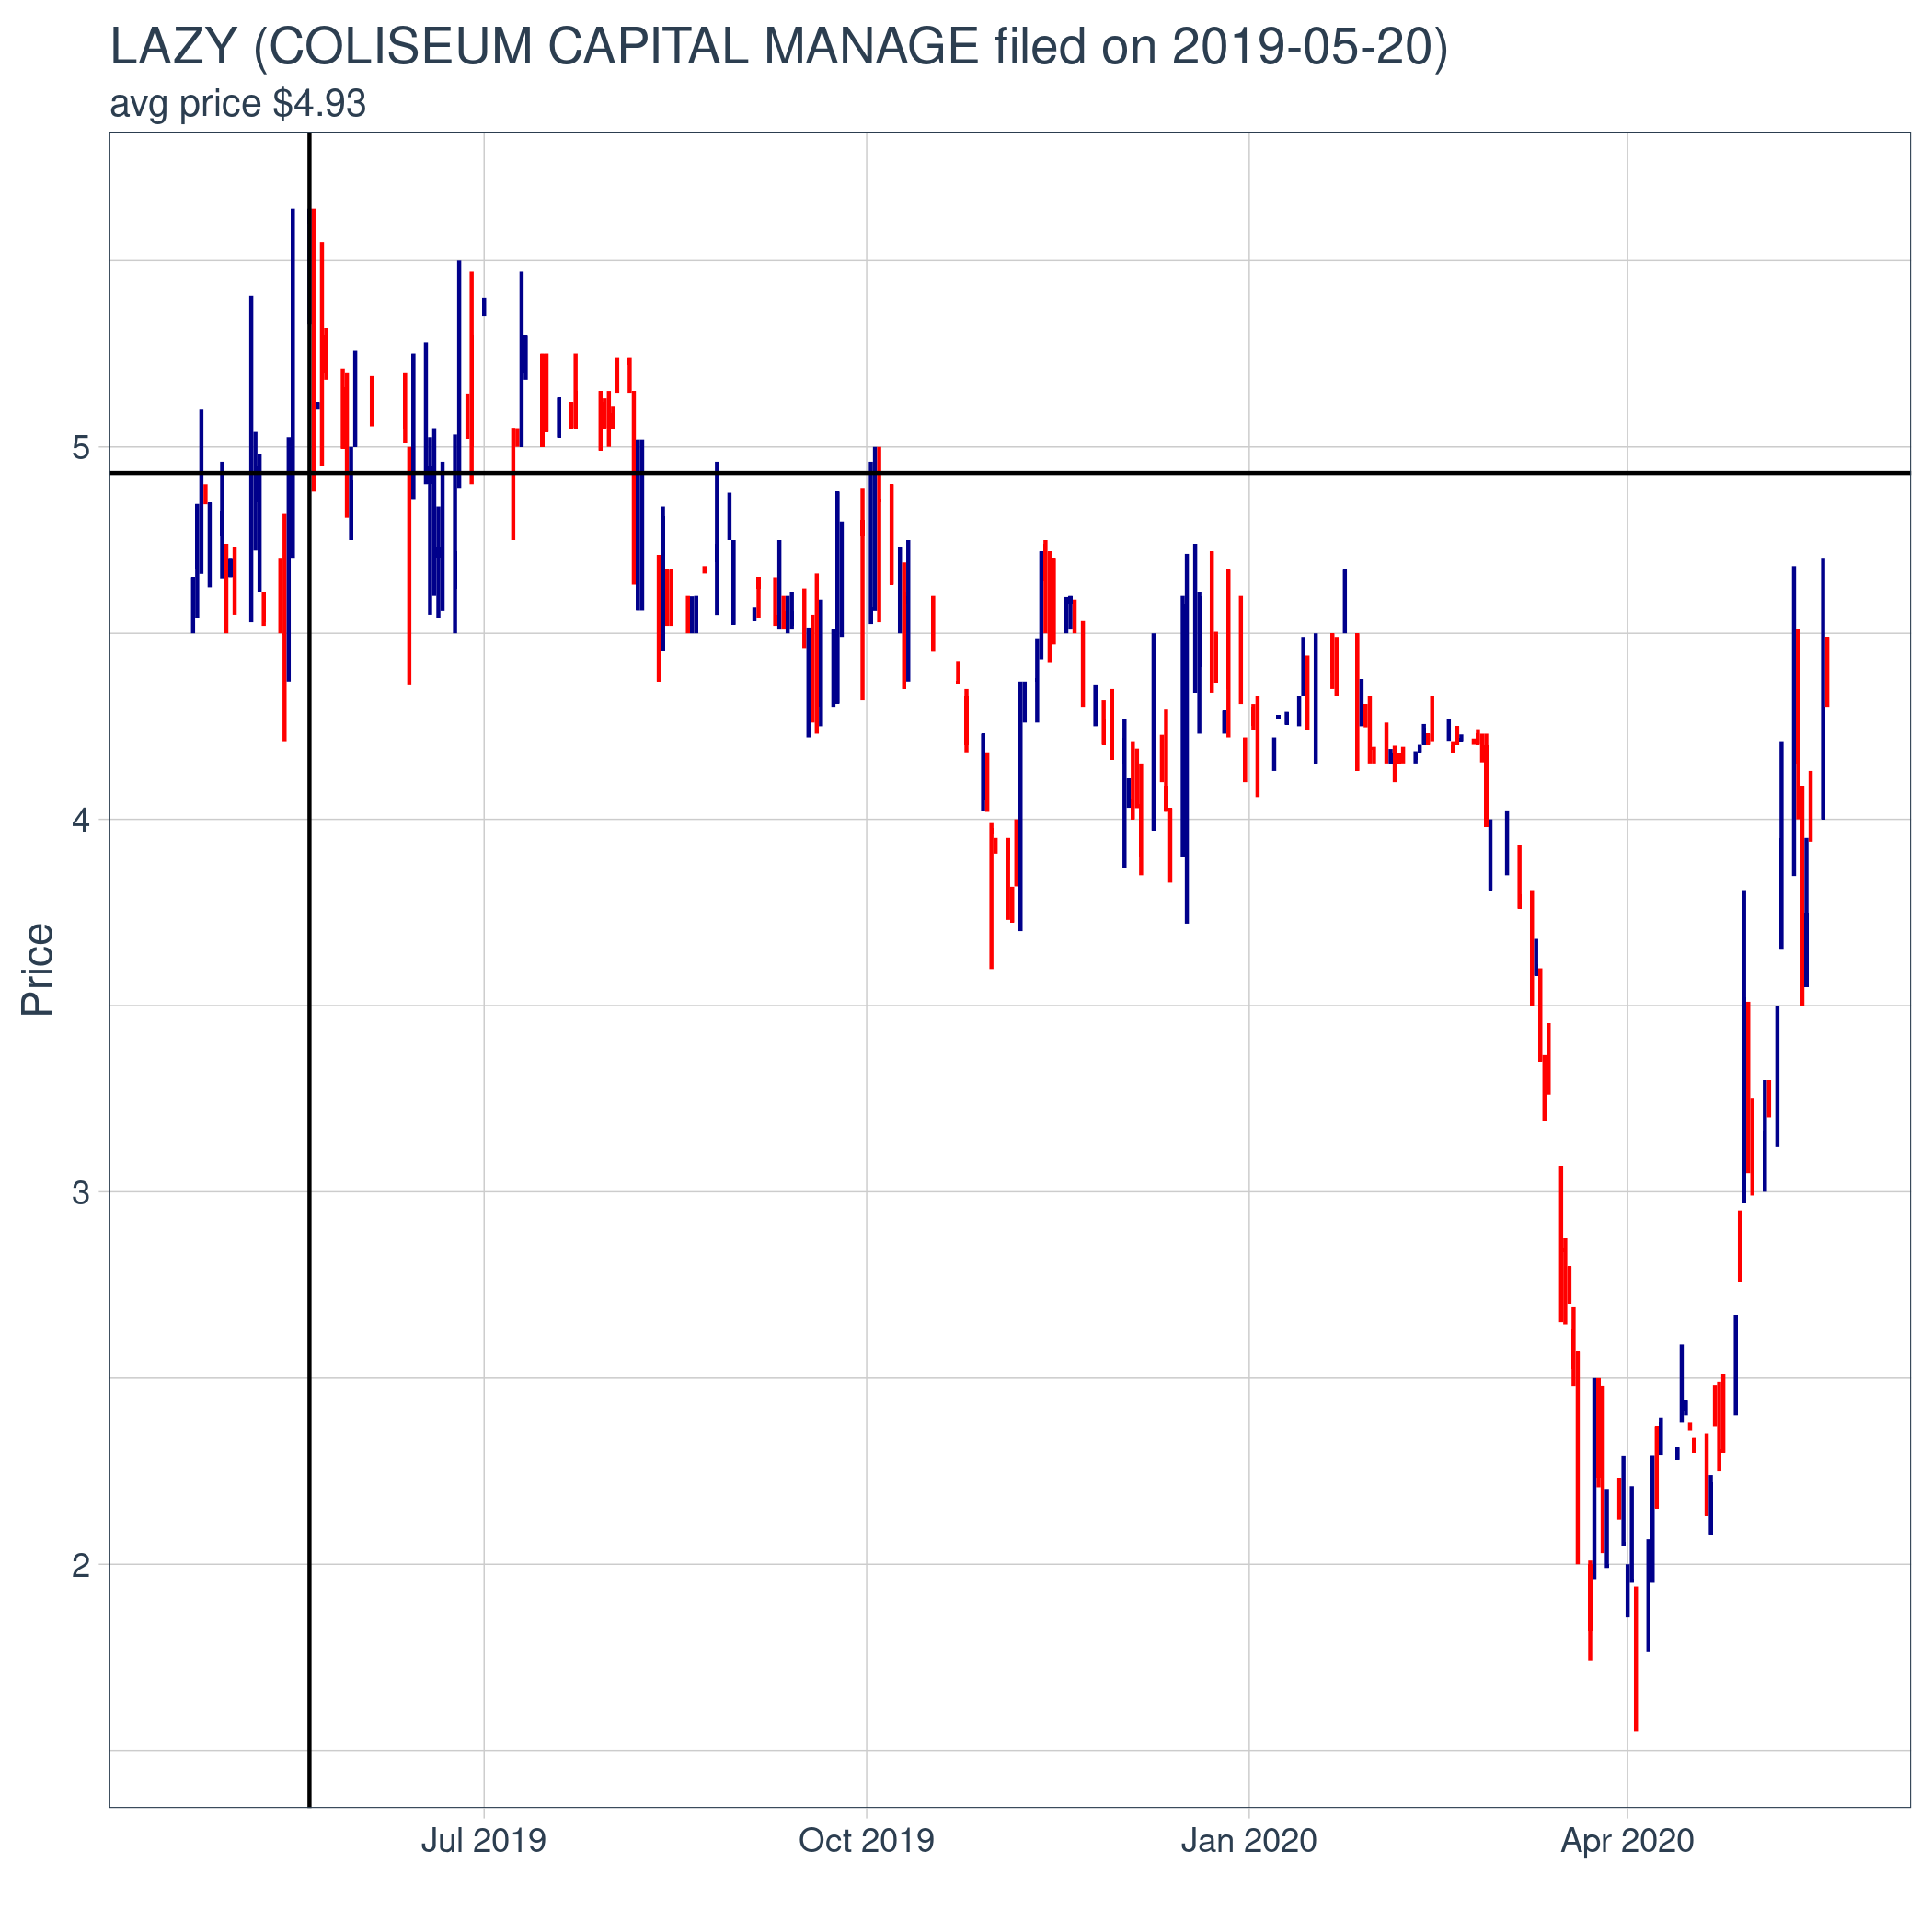 LAZY (COLISEUM CAPITAL MANAGE filed on 2019-05-20)
avg price $4.93
5
4
3
2
Price
Jul 2019
Oct 2019
Jan 2020
Apr 2020